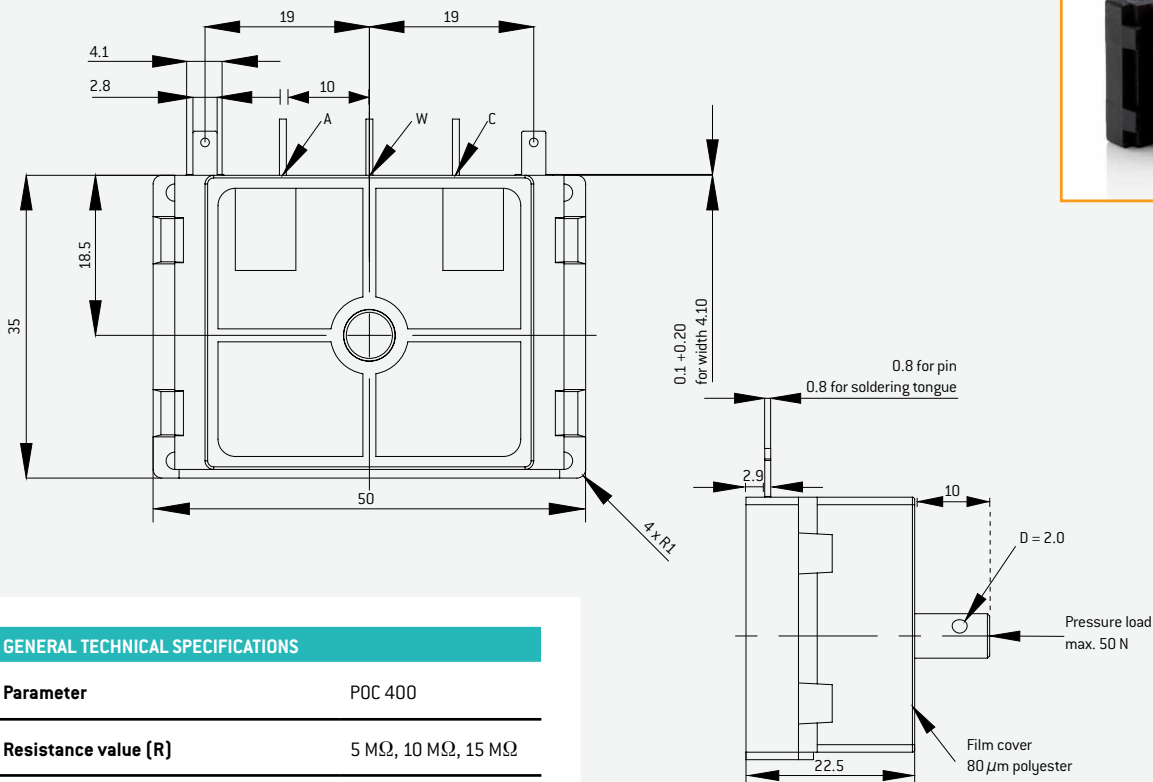 19
19
4.1
2.8
10
A
W
C
35
18.5
50
4 x R1
0.1 +0.20
for width 4.10
0.8 for pin
0.8 for soldering tongue
2.9
10
D = 2.0
Pressure load
max. 50 N
Film cover
80 µm polyester
22.5
GENERAL TECHNICAL SPECIFICATIONS
Parameter POC 400
Resistance value (R) 5 MΩ, 10 MΩ, 15 MΩ